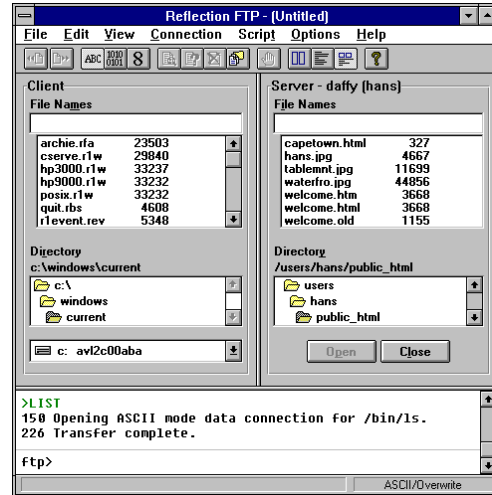 Reflection FTP - (Untitled)
File Edit View Connection Script Options Help
ABC 1010 0101 8 ?
Client
File Names
archie.rfa 23503
cserve.r1w 29840
hp3000.r1w 33237
hp9000.r1w 33232
posix.r1w 33232
quit.rbs 4608
r1event.rev 5348
Directory
c:\windows\current
c:\
windows
current
c: avl2c00aba
Server - daffy (hans)
File Names
capetown.html 327
hans.jpg 4667
tablemnt.jpg 11699
waterfro.jpg 44856
welcome.htm 3668
welcome.html 3668
welcome.old 1155
Directory
/users/hans/public_html
users
hans
public_html
Open Close
>LIST
150 Opening ASCII mode data connection for /bin/ls.
226 Transfer complete.
ftp>
ASCII/Overwrite